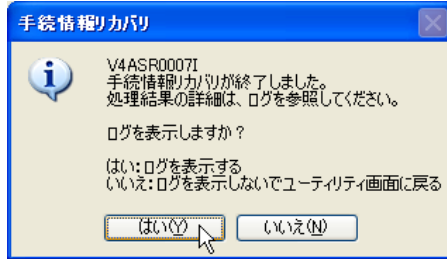 手続情報リカバリ
V4ASR0007I
手続情報リカバリが終了しました。
処理結果の詳細は、ログを参照してください。
ログを表示しますか？
はい:ログを表示する
いいえ:ログを表示しないでユーティリティ画面に戻る
はい(Y)
いいえ(N)